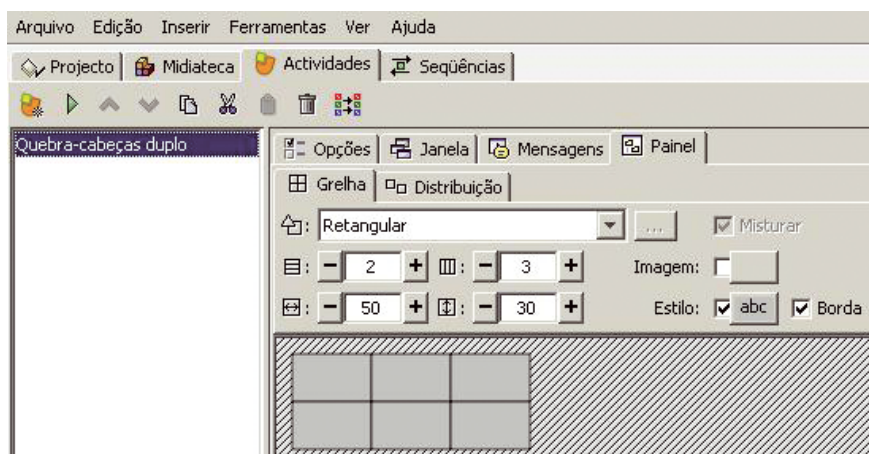 Arquivo Edição Inserir Ferramentas Ver Ajuda
Projecto Midiateca Actividades Seqüências
Quebra-cabeças duplo
Opções Janela Mensagens Painel
Grelha Distribuição
: Retangular ... Misturar
: − 2 + : − 3 + Imagem:
: − 50 + : − 30 + Estilo: abc Borda